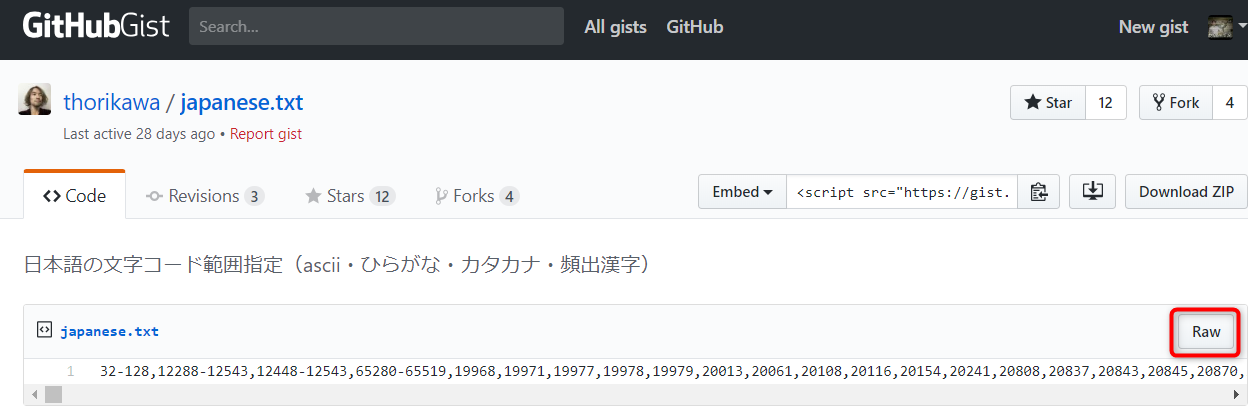 GitHubGist Search... All gists GitHub New gist
thorikawa / japanese.txt Star 12 Fork 4
Last active 28 days ago • Report gist
Code Revisions 3 Stars 12 Forks 4 Embed <script src="https://gist. Download ZIP
日本語の文字コード範囲指定（ascii・ひらがな・カタカナ・頻出漢字）
japanese.txt Raw
1 32-128,12288-12543,12448-12543,65280-65519,19968,19971,19977,19978,19979,20013,20061,20108,20116,20154,20241,20808,20837,20843,20845,20870,